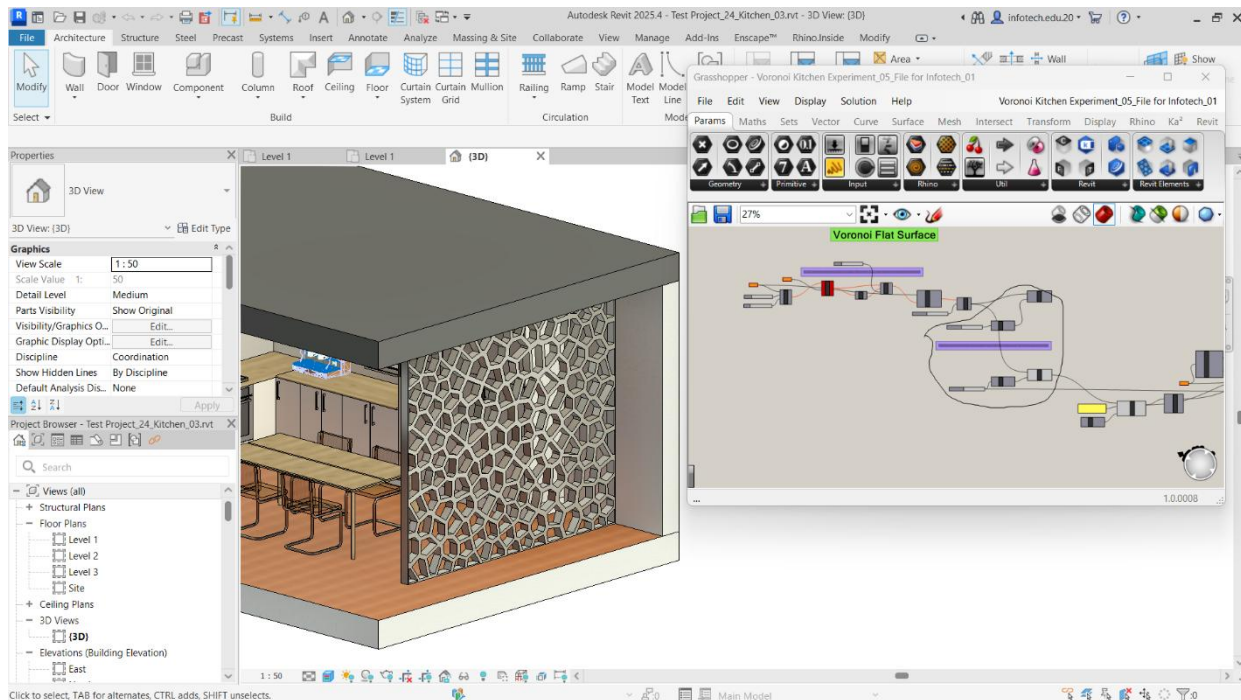 Autodesk Revit 2025.4 - Test Project_24_Kitchen_03.rvt - 3D View: {3D}
infotech.edu.20
File Architecture Structure Steel Precast Systems Insert Annotate Analyze Massing & Site Collaborate View Manage Add-Ins Enscape™ Rhino.Inside Modify
Modify Wall Door Window Component Column Roof Ceiling Floor Curtain System Curtain Grid Mullion Railing Ramp Stair Model Text Model Line
Area
Wall
Show
Select Build Circulation Mode
Properties
Level 1
Level 1
{3D}
3D View
3D View: {3D}
Edit Type
Graphics
View Scale 1 : 50
Scale Value 1: 50
Detail Level Medium
Parts Visibility Show Original
Visibility/Graphics O... Edit...
Graphic Display Opti... Edit...
Discipline Coordination
Show Hidden Lines By Discipline
Default Analysis Dis... None
Apply
Project Browser - Test Project_24_Kitchen_03.rvt
Search
Views (all)
Structural Plans
Floor Plans
Level 1
Level 2
Level 3
Site
Ceiling Plans
3D Views
{3D}
Elevations (Building Elevation)
East
Grasshopper - Voronoi Kitchen Experiment_05_File for Infotech_01
File Edit View Display Solution Help
Voronoi Kitchen Experiment_05_File for Infotech_01
Params Maths Sets Vector Curve Surface Mesh Intersect Transform Display Rhino Ka² Revit
Geometry Primitive Input Rhino Util Revit Revit Elements
27%
Voronoi Flat Surface
...
1.0.0008
1 : 50
Click to select, TAB for alternates, CTRL adds, SHIFT unselects.
:0
Main Model
:0